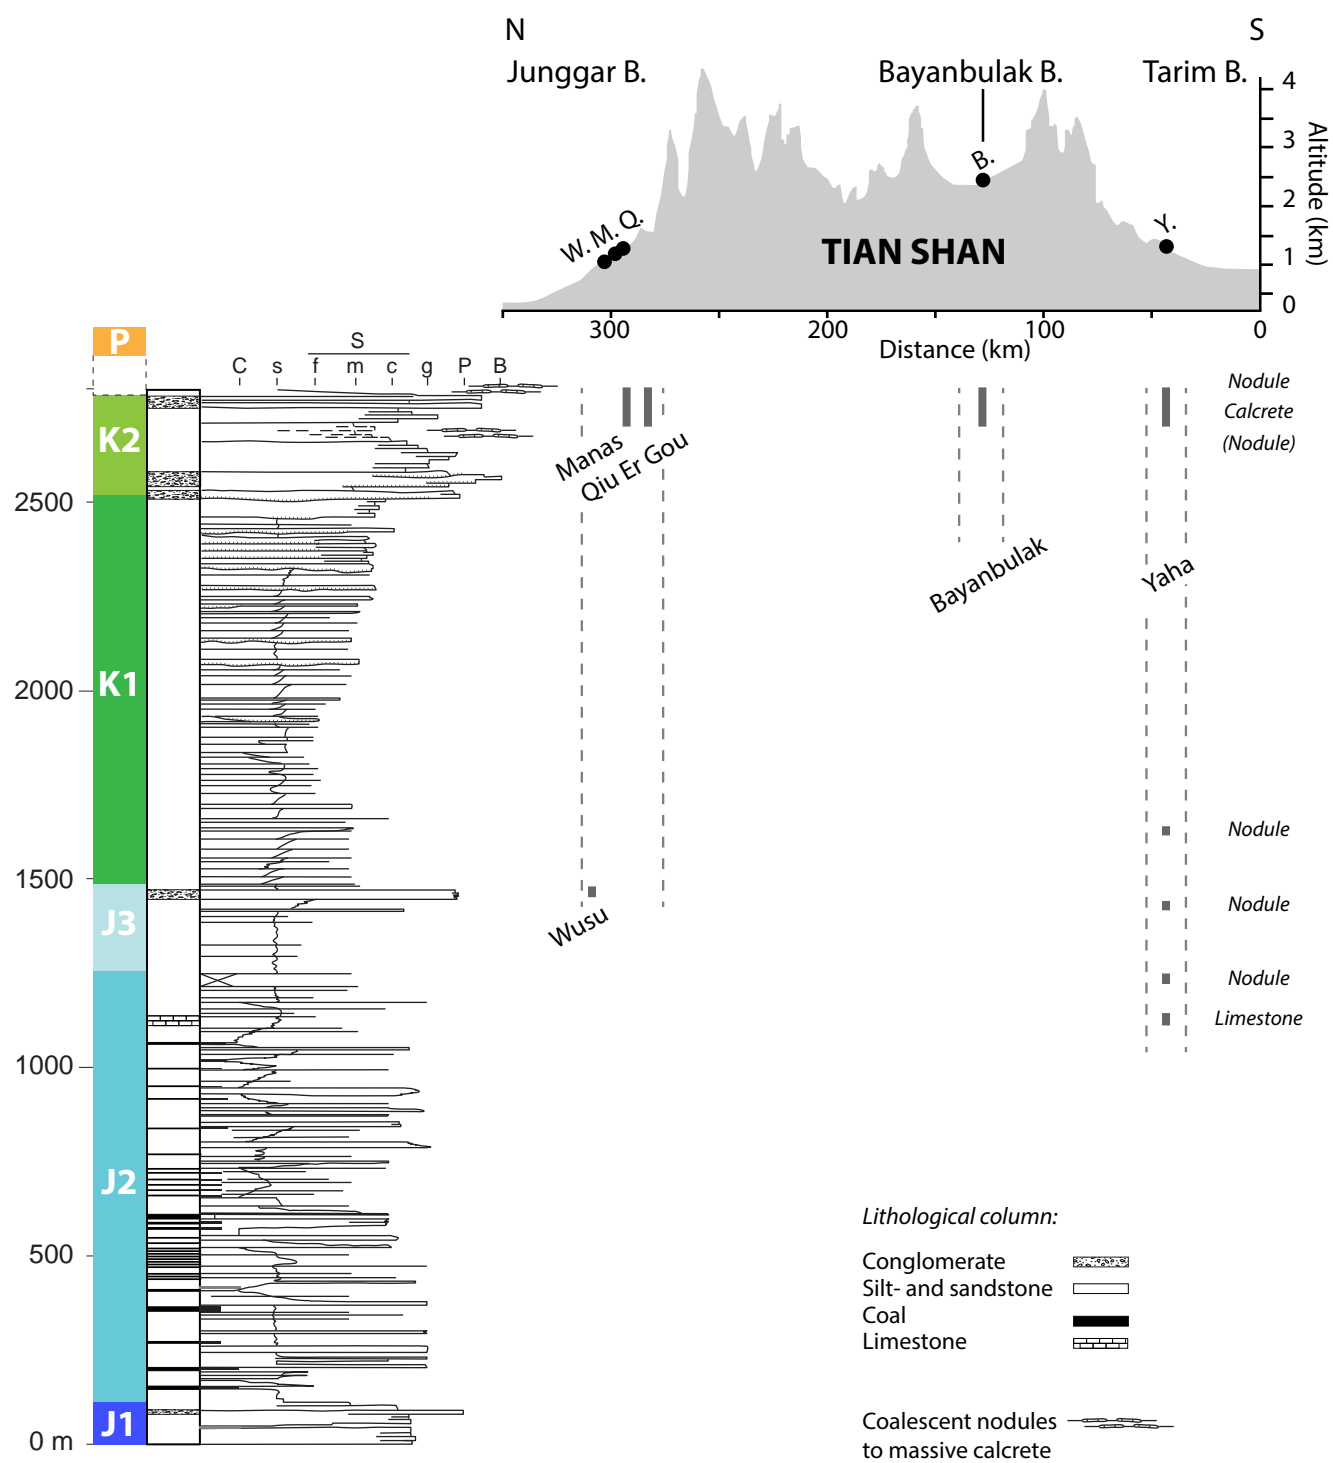 N
S
Junggar B.
Bayanbulak B.
Tarim B.
4
3
2
1
0
Altitude (km)
W. M. Q.
B.
Y.
TIAN SHAN
300
200
100
0
Distance (km)
P
S
C s f m c g P B
K2
K1
J3
J2
J1
2500
2000
1500
1000
500
0 m
Manas
Qiu Er Gou
Wusu
Bayanbulak
Yaha
Nodule
Calcrete
(Nodule)
Nodule
Nodule
Nodule
Limestone
Lithological column:
Conglomerate
Silt- and sandstone
Coal
Limestone
Coalescent nodules
to massive calcrete